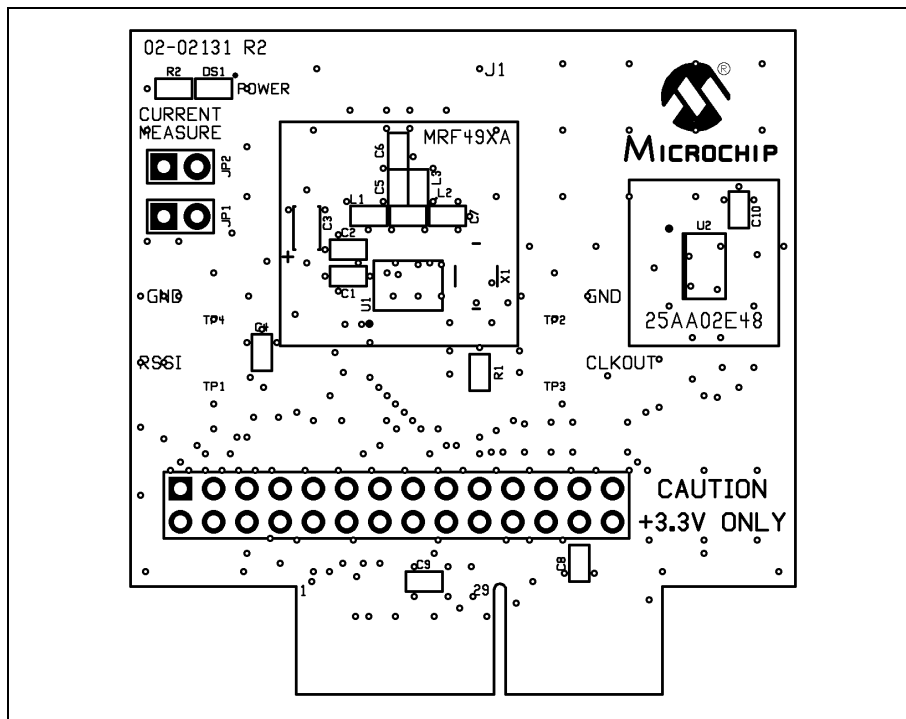 02-02131 R2
J1
R2 DS1
POWER
®
CURRENT
MEASURE
MICROCHIP
MRF49XA
JP2
JP1
C6
C5
L3
L1
L2
C7
C3
C2
+
C1
U1
X1
C10
U2
25AA02E48
GND
GND
TP4
TP2
C4
RSSI
CLKOUT
R1
TP1
TP3
CAUTION
+3.3V ONLY
C9
C8
1
29